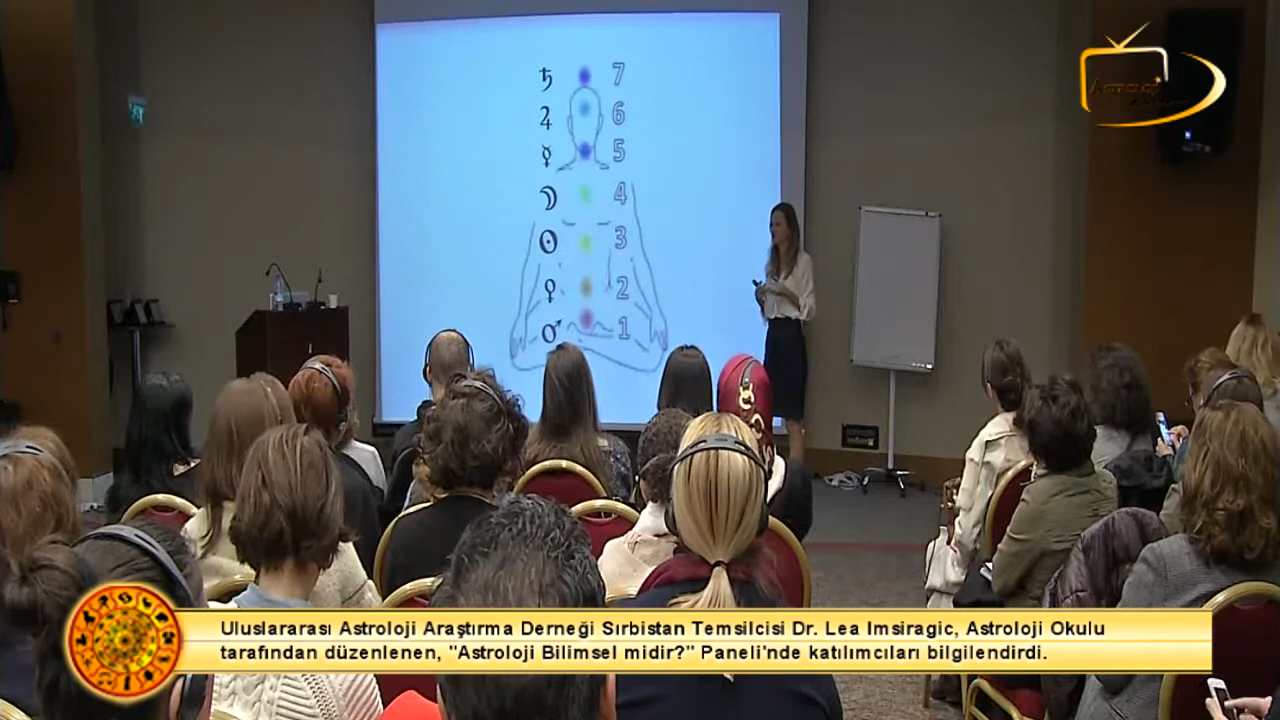 ♄ 7
♃ 6
☿ 5
☽ 4
☉ 3
♀ 2
♂ 1
Astroloji
Uluslararası Astroloji Araştırma Derneği Sırbistan Temsilcisi Dr. Lea Imsiragic, Astroloji Okulu
tarafından düzenlenen, "Astroloji Bilimsel midir?" Paneli'nde katılımcıları bilgilendirdi.